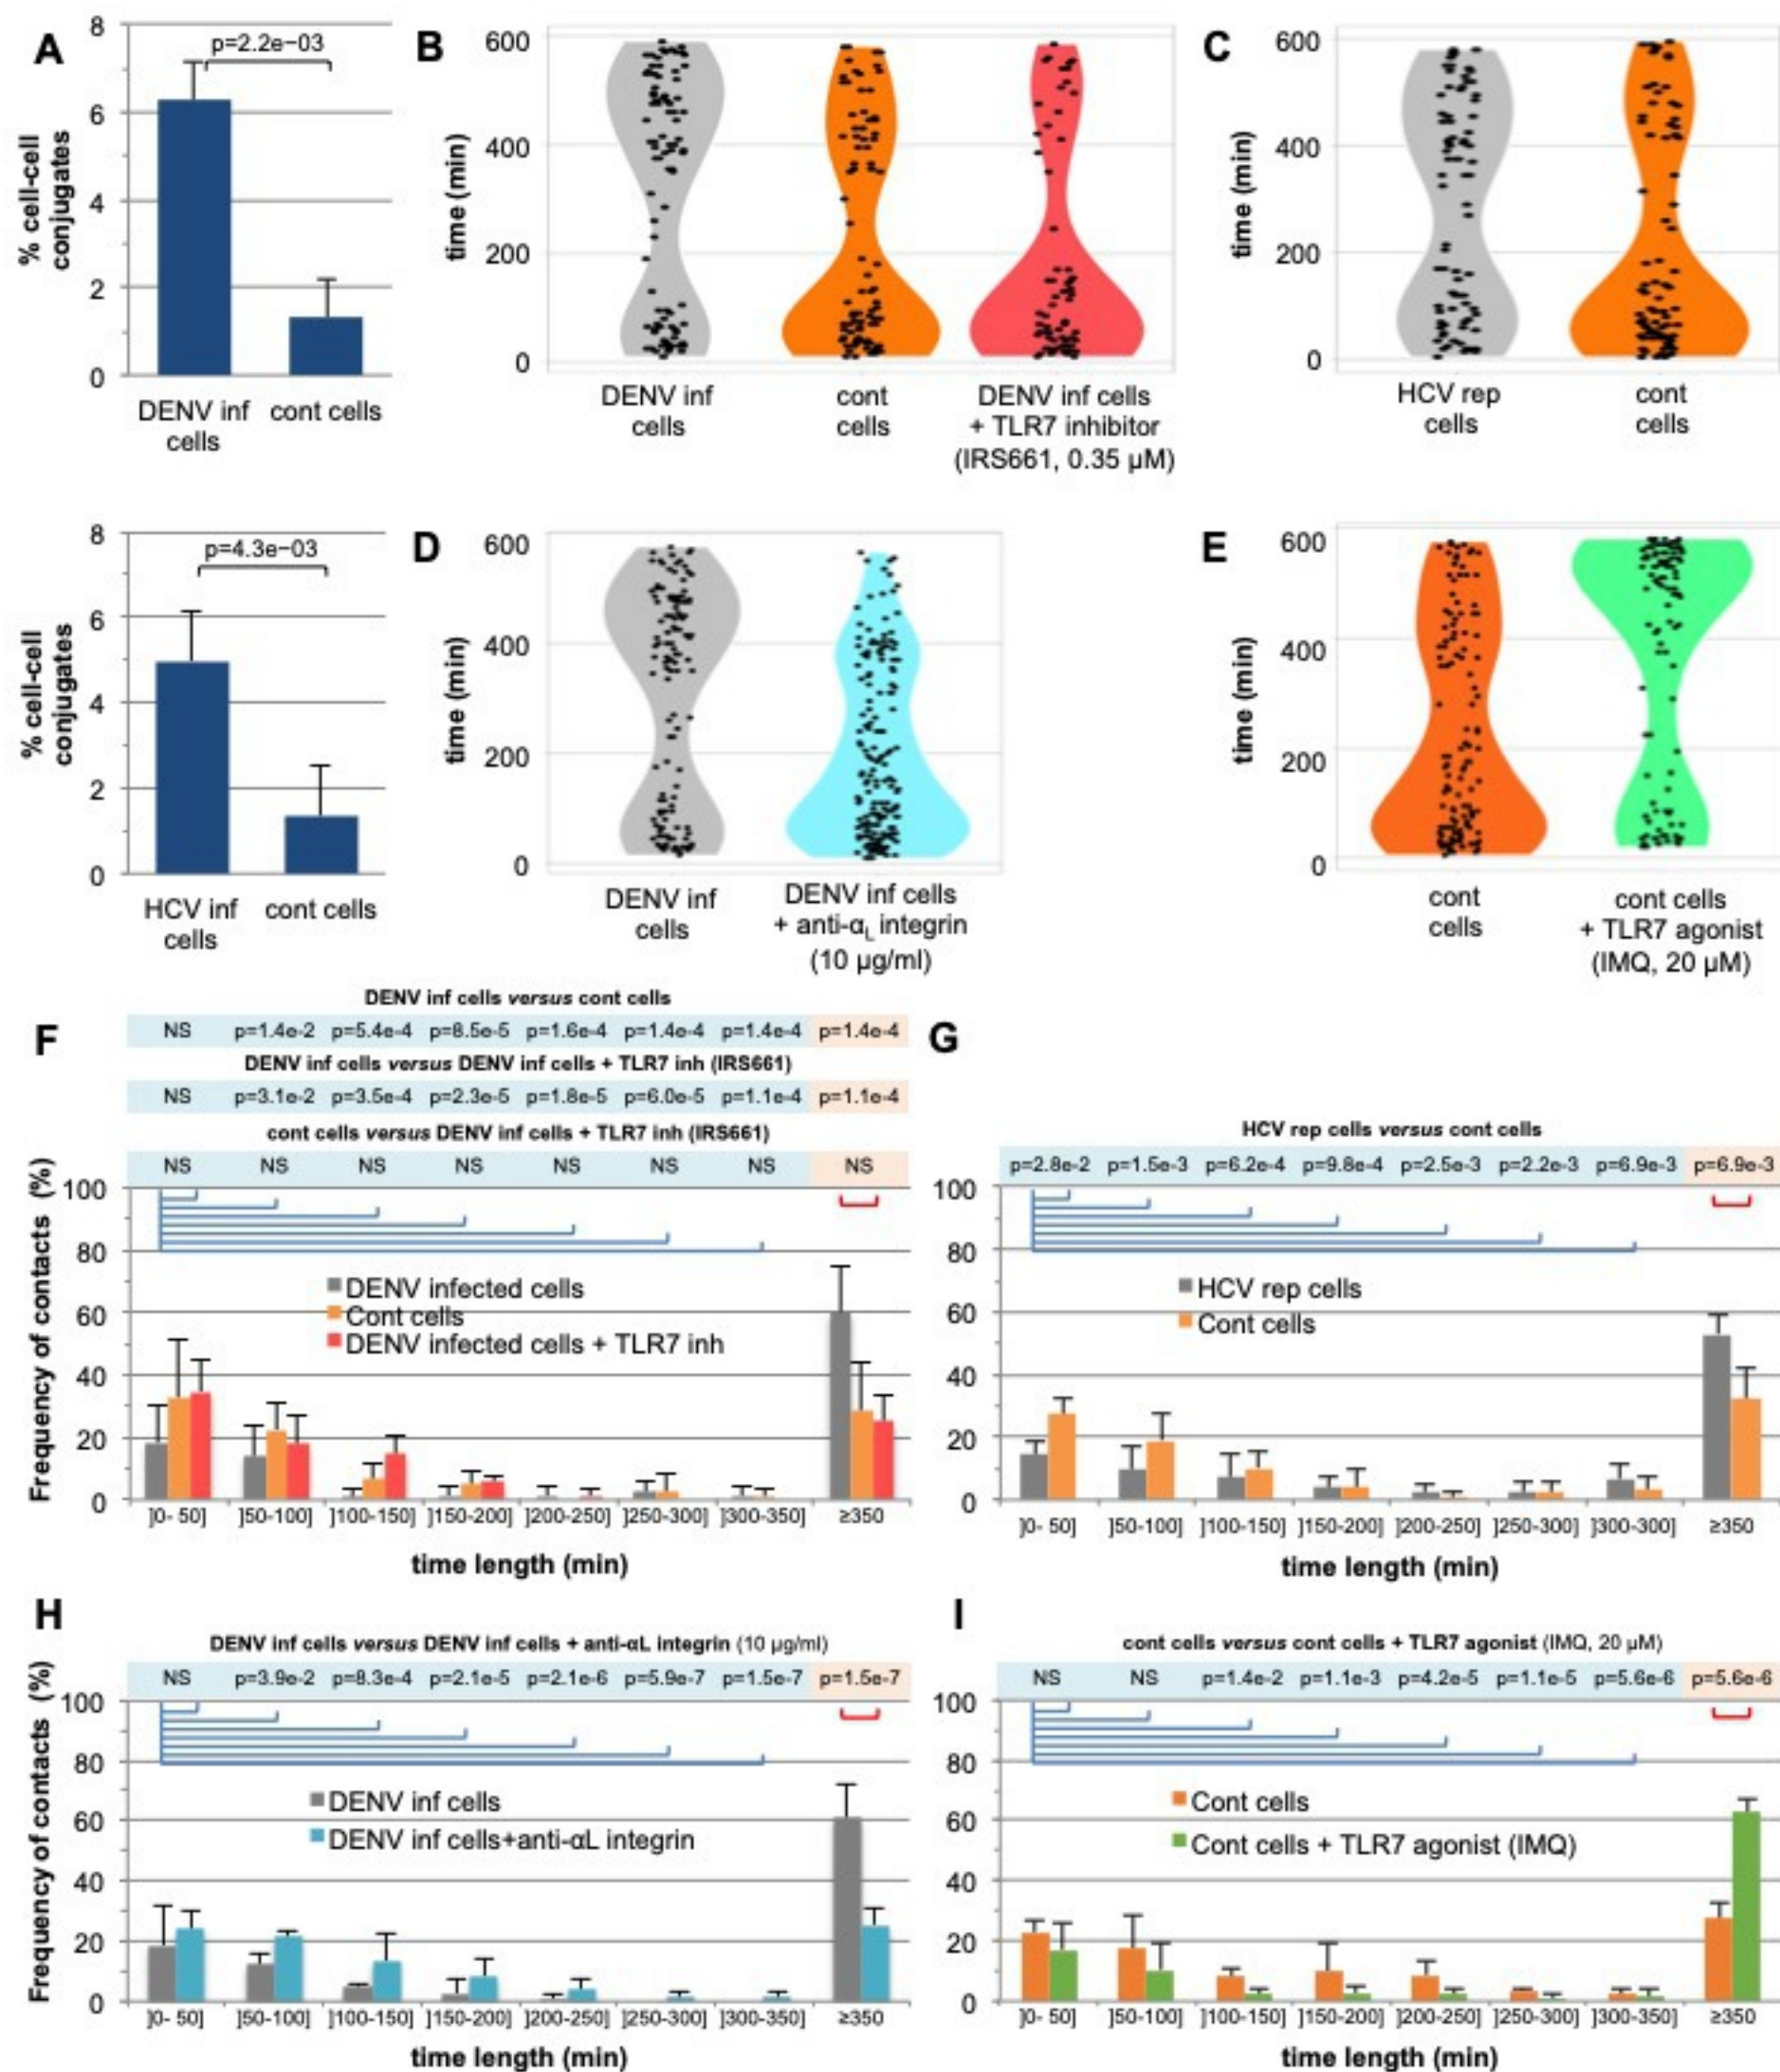 A
8
6
4
2
0
p=2.2e−03
% cell-cell
conjugates
DENV inf
cells
cont cells
B
600
400
200
0
time (min)
DENV inf
cells
cont
cells
DENV inf cells
+ TLR7 inhibitor
(IRS661, 0.35 µM)
C
600
400
200
0
time (min)
HCV rep
cells
cont
cells
8
6
4
2
0
p=4.3e−03
% cell-cell
conjugates
HCV inf
cells
cont cells
D
600
400
200
0
time (min)
DENV inf
cells
DENV inf cells
+ anti-αL integrin
(10 µg/ml)
E
600
400
200
0
time (min)
cont
cells
cont cells
+ TLR7 agonist
(IMQ, 20 µM)
F
DENV inf cells versus cont cells
NS p=1.4e-2 p=5.4e-4 p=8.5e-5 p=1.6e-4 p=1.4e-4 p=1.4e-4 p=1.4e-4
DENV inf cells versus DENV inf cells + TLR7 inh (IRS661)
NS p=3.1e-2 p=3.5e-4 p=2.3e-5 p=1.8e-5 p=6.0e-5 p=1.1e-4 p=1.1e-4
cont cells versus DENV inf cells + TLR7 inh (IRS661)
NS NS NS NS NS NS NS NS
Frequency of contacts (%)
100
80
60
40
20
0
DENV infected cells
Cont cells
DENV infected cells + TLR7 inh
]0- 50] ]50-100] ]100-150] ]150-200] ]200-250] ]250-300] ]300-350] ≥350
time length (min)
G
HCV rep cells versus cont cells
p=2.8e-2 p=1.5e-3 p=6.2e-4 p=9.8e-4 p=2.5e-3 p=2.2e-3 p=6.9e-3 p=6.9e-3
100
80
60
40
20
0
HCV rep cells
Cont cells
]0- 50] ]50-100] ]100-150] ]150-200] ]200-250] ]250-300] ]300-300] ≥350
time length (min)
H
DENV inf cells versus DENV inf cells + anti-αL integrin (10 µg/ml)
NS p=3.9e-2 p=8.3e-4 p=2.1e-5 p=2.1e-6 p=5.9e-7 p=1.5e-7 p=1.5e-7
Frequency of contacts (%)
100
80
60
40
20
0
DENV inf cells
DENV inf cells+anti-αL integrin
]0- 50] ]50-100] ]100-150] ]150-200] ]200-250] ]250-300] ]300-350] ≥350
time length (min)
I
cont cells versus cont cells + TLR7 agonist (IMQ, 20 µM)
NS NS p=1.4e-2 p=1.1e-3 p=4.2e-5 p=1.1e-5 p=5.6e-6 p=5.6e-6
100
80
60
40
20
0
Cont cells
Cont cells + TLR7 agonist (IMQ)
]0- 50] ]50-100] ]100-150] ]150-200] ]200-250] ]250-300] ]300-350] ≥350
time length (min)